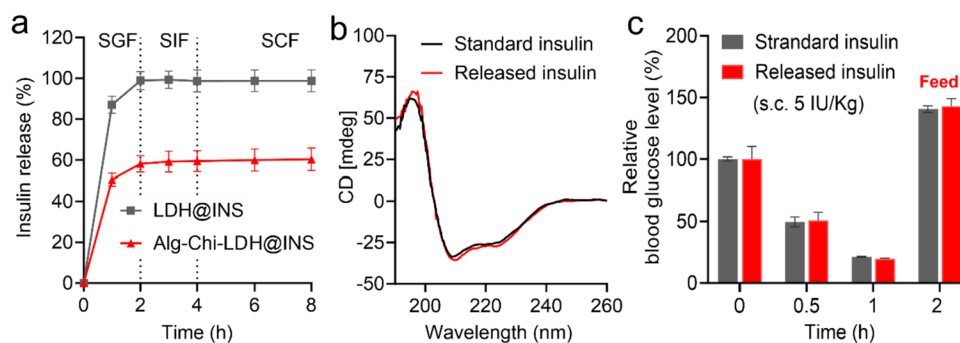 a
SGF
SIF
SCF
Insulin release (%)
120
100
80
60
40
20
0
LDH@INS
Alg-Chi-LDH@INS
0
2
4
6
8
Time (h)
b
Standard insulin
Released insulin
CD [mdeg]
100
75
50
25
0
-25
-50
200
220
240
260
Wavelength (nm)
c
Strandard insulin
Released insulin
(s.c. 5 IU/Kg)
Feed
Relative
blood glucose level (%)
200
150
100
50
0
0
0.5
1
2
Time (h)